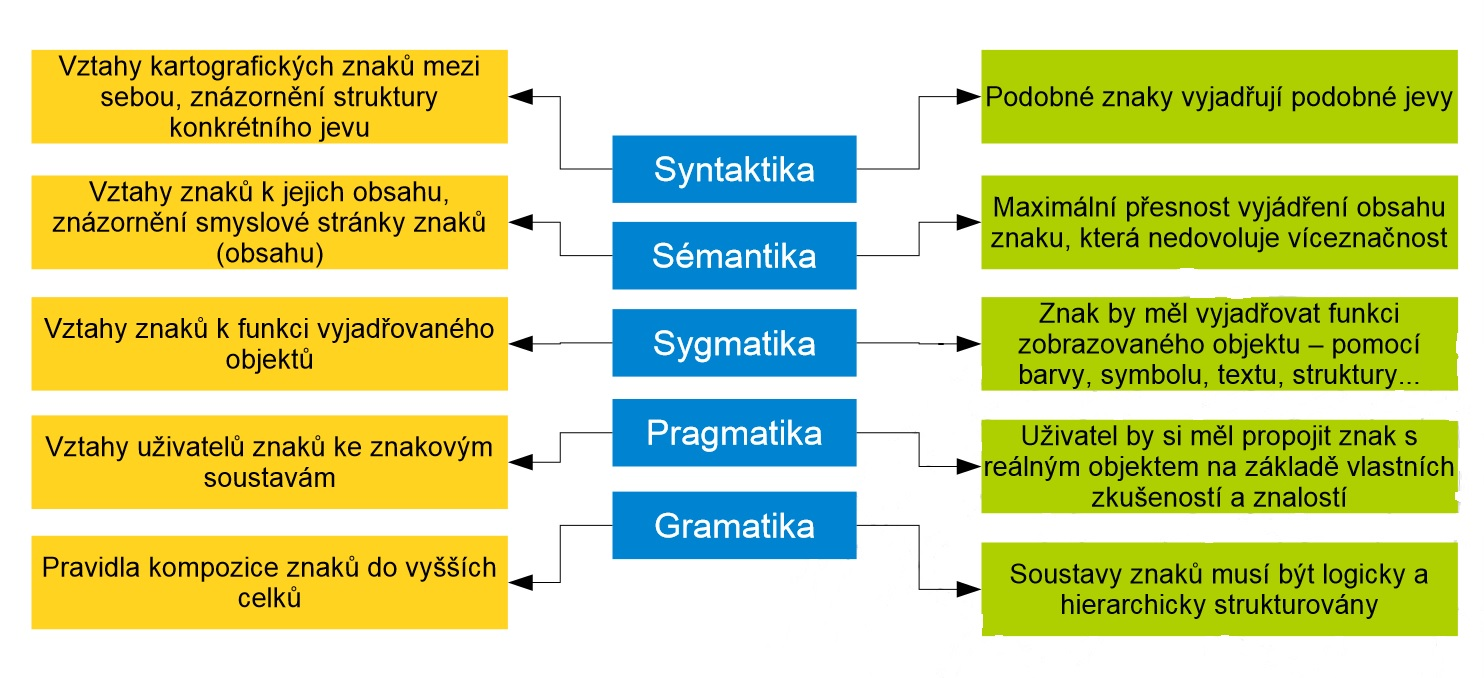 Vztahy kartografických znaků mezi
sebou, znázornění struktury
konkrétního jevu
Syntaktika
Podobné znaky vyjadřují podobné jevy
Vztahy znaků k jejich obsahu,
znázornění smyslové stránky znaků
(obsahu)
Sémantika
Maximální přesnost vyjádření obsahu
znaku, která nedovoluje víceznačnost
Vztahy znaků k funkci vyjadřovaného
objektů
Sygmatika
Znak by měl vyjadřovat funkci
zobrazovaného objektu – pomocí
barvy, symbolu, textu, struktury...
Vztahy uživatelů znaků ke znakovým
soustavám
Pragmatika
Uživatel by si měl propojit znak s
reálným objektem na základě vlastních
zkušeností a znalostí
Pravidla kompozice znaků do vyšších
celků
Gramatika
Soustavy znaků musí být logicky a
hierarchicky strukturovány